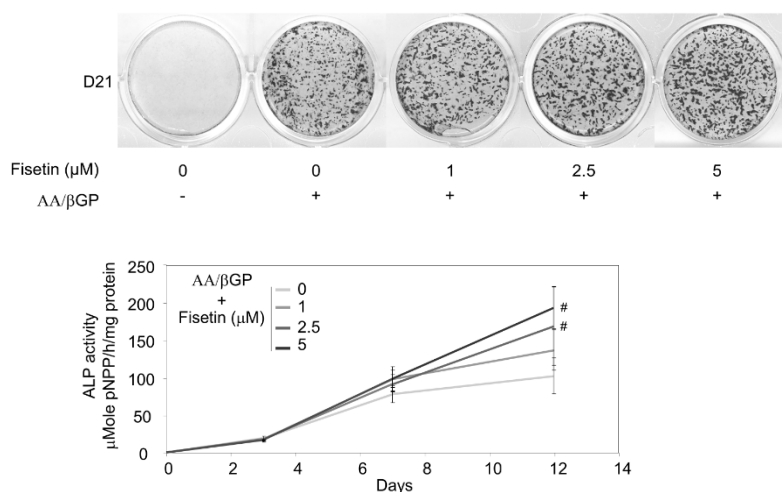 D21
Fisetin (µM) 0 0 1 2.5 5
AA/βGP - + + + +
ALP activity
µMole pNPP/h/mg protein
250
200
150
100
50
0
AA/βGP
+
Fisetin (µM)
0
1
2.5
5
#
#
0 2 4 6 8 10 12 14
Days